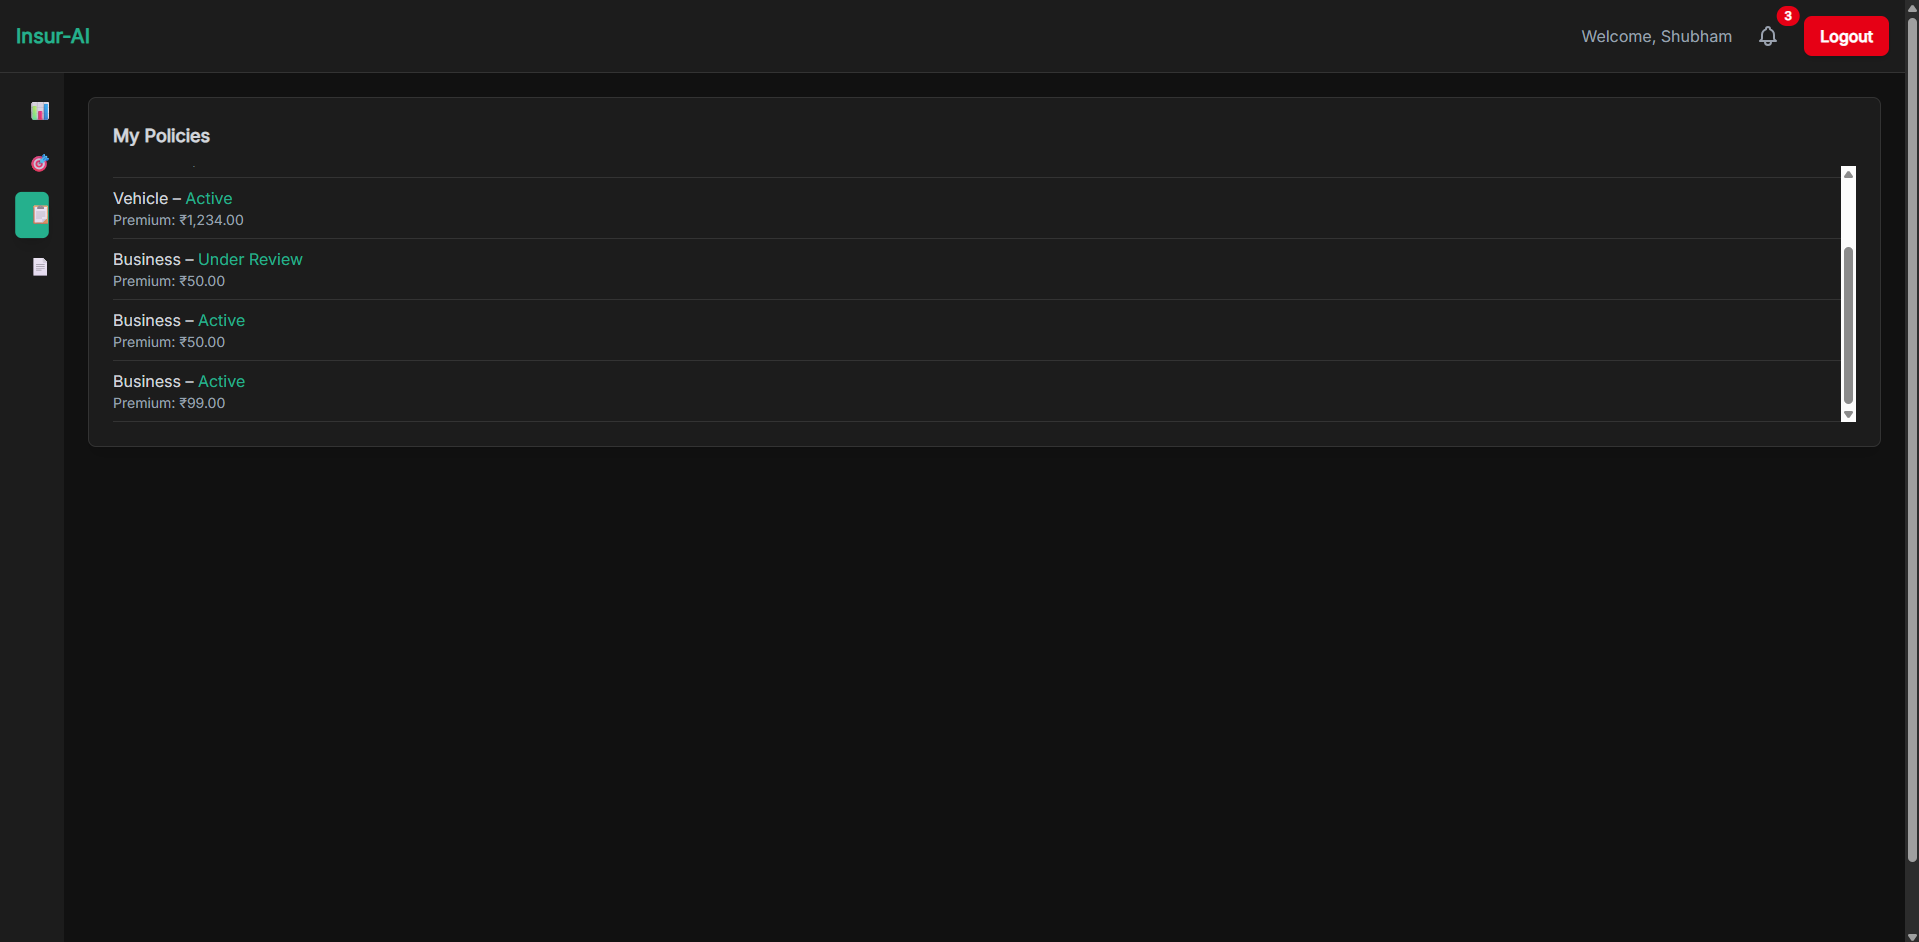 Insur-AI
Welcome, Shubham
3
Logout
My Policies
Vehicle – Active
Premium: ₹1,234.00
Business – Under Review
Premium: ₹50.00
Business – Active
Premium: ₹50.00
Business – Active
Premium: ₹99.00